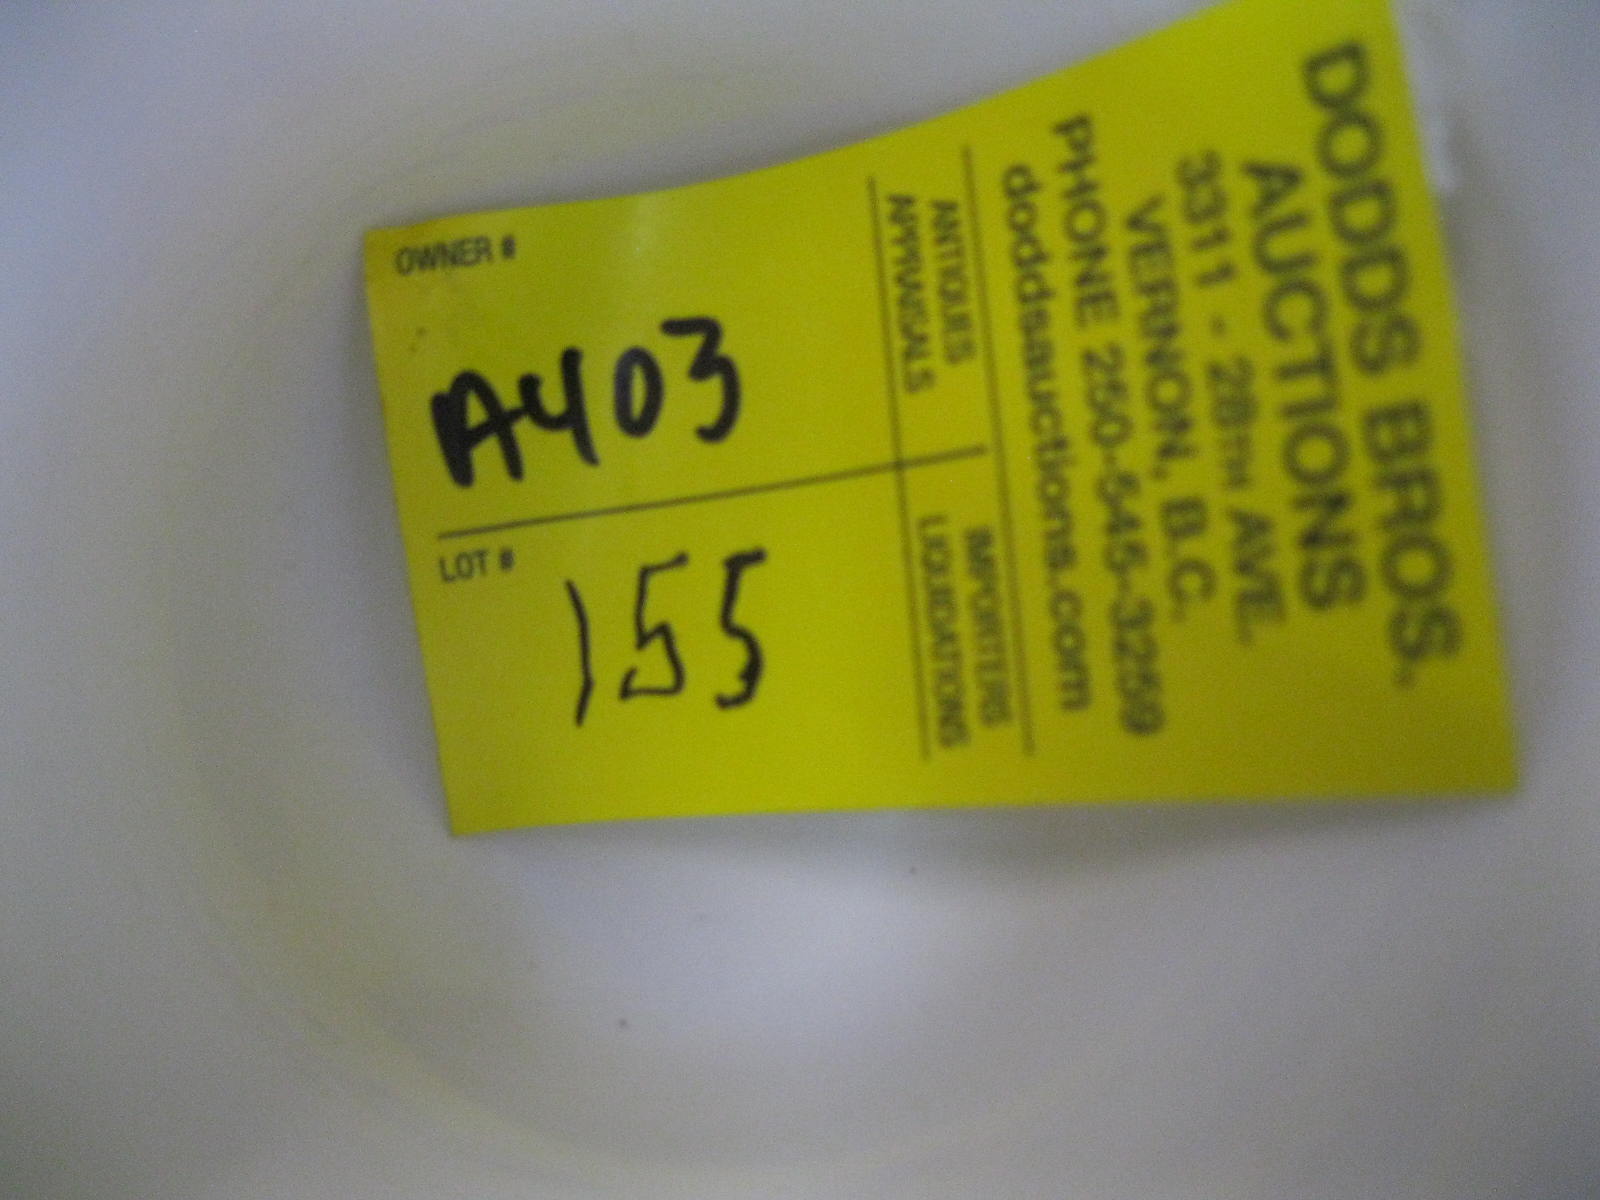 DODDS BROS.
AUCTIONS
3311 - 28TH AVE.
VERNON, B.C.
PHONE 250-545-3259
doddsauctions.com
ANTIQUES
APPRAISALS
IMPORTERS
LIQUIDATIONS
OWNER #
A403
LOT #
155